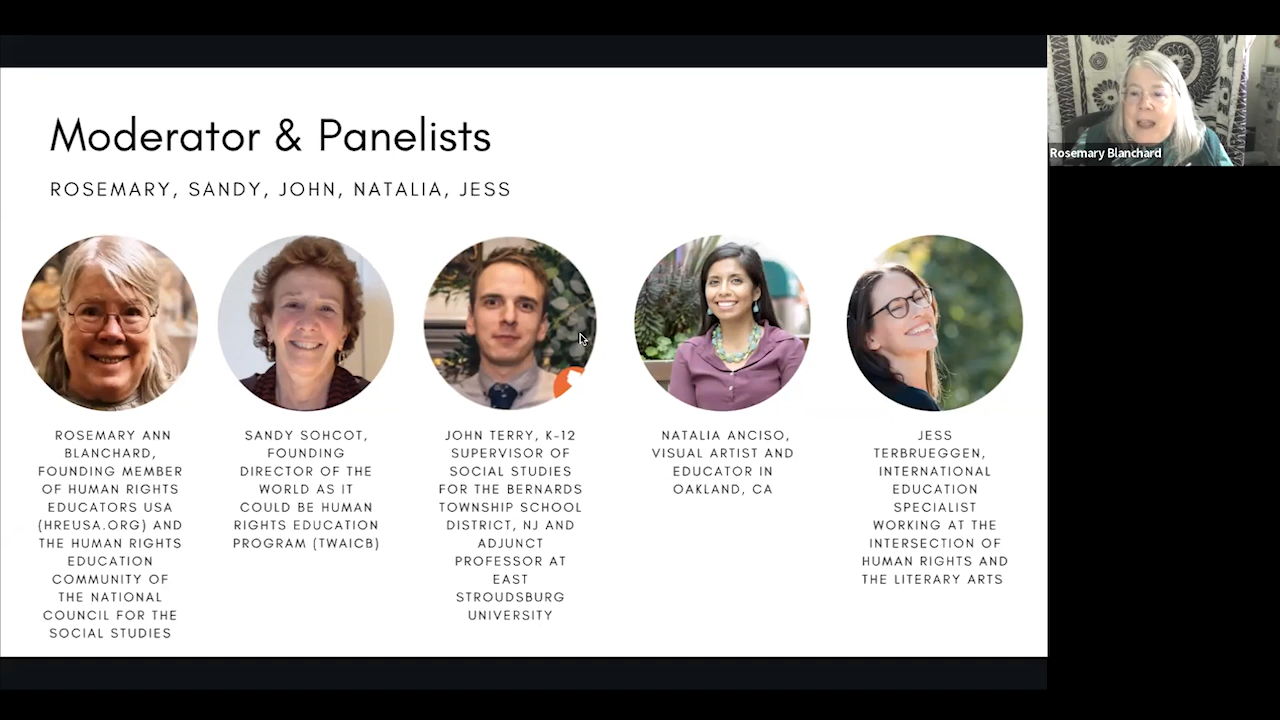 Moderator & Panelists
ROSEMARY, SANDY, JOHN, NATALIA, JESS
ROSEMARY ANN
BLANCHARD,
FOUNDING MEMBER
OF HUMAN RIGHTS
EDUCATORS USA
(HREUSA.ORG) AND
THE HUMAN RIGHTS
EDUCATION
COMMUNITY OF
THE NATIONAL
COUNCIL FOR THE
SOCIAL STUDIES
SANDY SOHCOT,
FOUNDING
DIRECTOR OF THE
WORLD AS IT
COULD BE HUMAN
RIGHTS EDUCATION
PROGRAM (TWAICB)
JOHN TERRY, K-12
SUPERVISOR OF
SOCIAL STUDIES
FOR THE BERNARDS
TOWNSHIP SCHOOL
DISTRICT, NJ AND
ADJUNCT
PROFESSOR AT
EAST
STROUDSBURG
UNIVERSITY
NATALIA ANCISO,
VISUAL ARTIST AND
EDUCATOR IN
OAKLAND, CA
JESS
TERBRUEGGEN,
INTERNATIONAL
EDUCATION
SPECIALIST
WORKING AT THE
INTERSECTION OF
HUMAN RIGHTS AND
THE LITERARY ARTS
Rosemary Blanchard